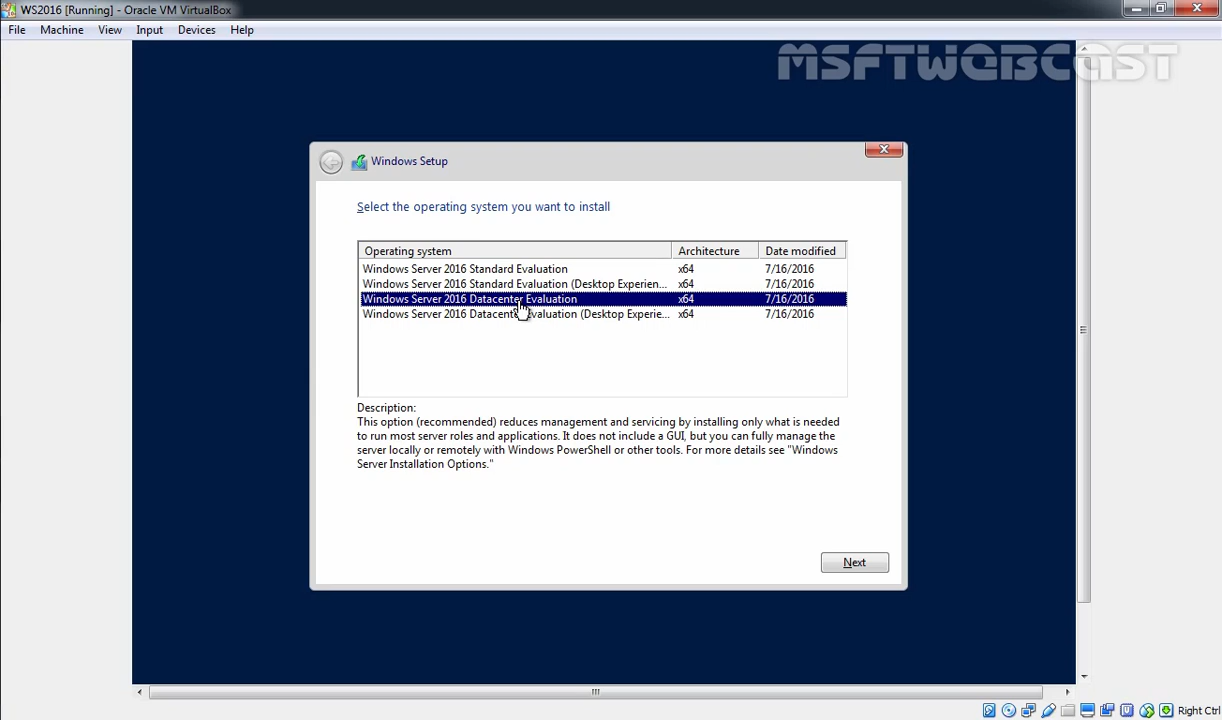 WS2016 [Running] - Oracle VM VirtualBox
File Machine View Input Devices Help
MSFTWEBCAST
Windows Setup
Select the operating system you want to install
Operating system Architecture Date modified
Windows Server 2016 Standard Evaluation x64 7/16/2016
Windows Server 2016 Standard Evaluation (Desktop Experien... x64 7/16/2016
Windows Server 2016 Datacenter Evaluation x64 7/16/2016
Windows Server 2016 Datacenter Evaluation (Desktop Experie... x64 7/16/2016
Description:
This option (recommended) reduces management and servicing by installing only what is needed
to run most server roles and applications. It does not include a GUI, but you can fully manage the
server locally or remotely with Windows PowerShell or other tools. For more details see "Windows
Server Installation Options."
Next
Right Ctrl